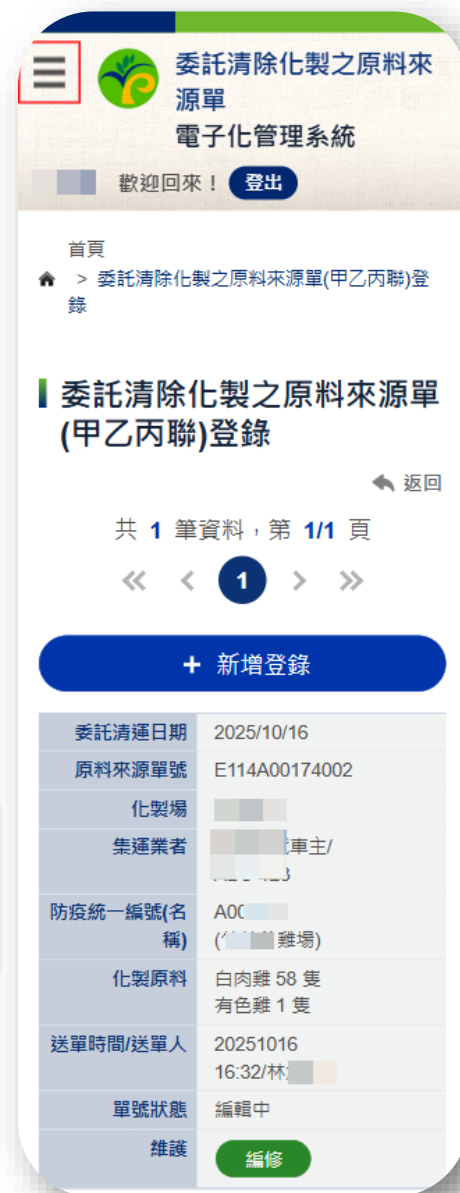 委託清除化製之原料來
源單
電子化管理系統
歡迎回來！ 登出
首頁
> 委託清除化製之原料來源單(甲乙丙聯)登
錄
委託清除化製之原料來源單
(甲乙丙聯)登錄
返回
共 1 筆資料，第 1/1 頁
« < 1 > »
+ 新增登錄
委託清運日期 2025/10/16
原料來源單號 E114A00174002
化製場
集運業者 車主/
防疫統一編號(名 A00
稱) ( 雞場)
化製原料 白肉雞 58 隻
有色雞 1 隻
送單時間/送單人 20251016
16:32/林
單號狀態 編輯中
維護 編修